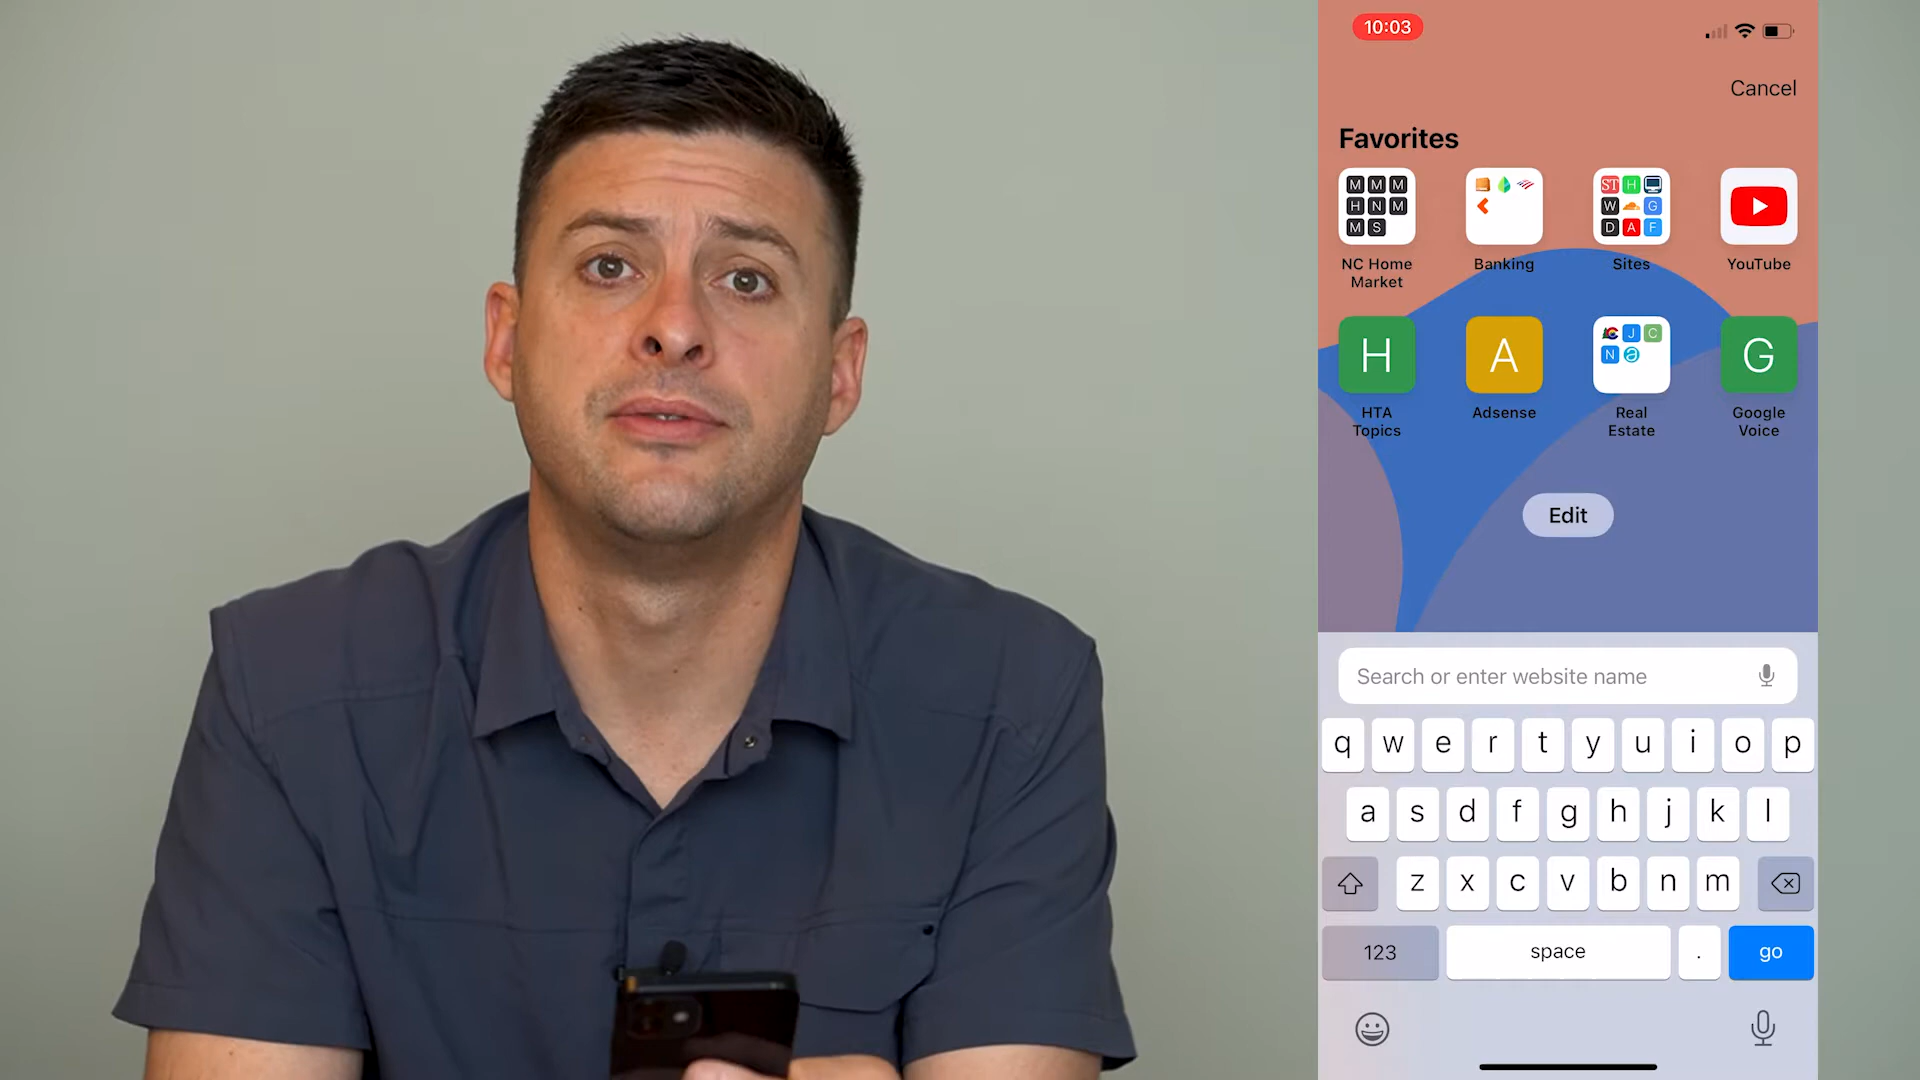 10:03
Cancel
Favorites
M M M
H N M
M S
ST H
W G
D A F
NC Home
Market
Banking
Sites
YouTube
H
A
J C
N a
G
HTA
Topics
Adsense
Real
Estate
Google
Voice
Edit
Search or enter website name
q w e r t y u i o p
a s d f g h j k l
z x c v b n m
123 space . go